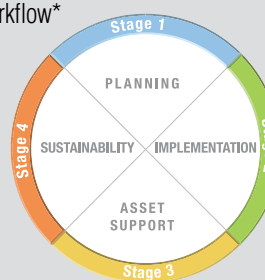 rkflow*
Stage 1
PLANNING
Stage 4
SUSTAINABILITY
IMPLEMENTATION
ASSET
SUPPORT
Stage 3